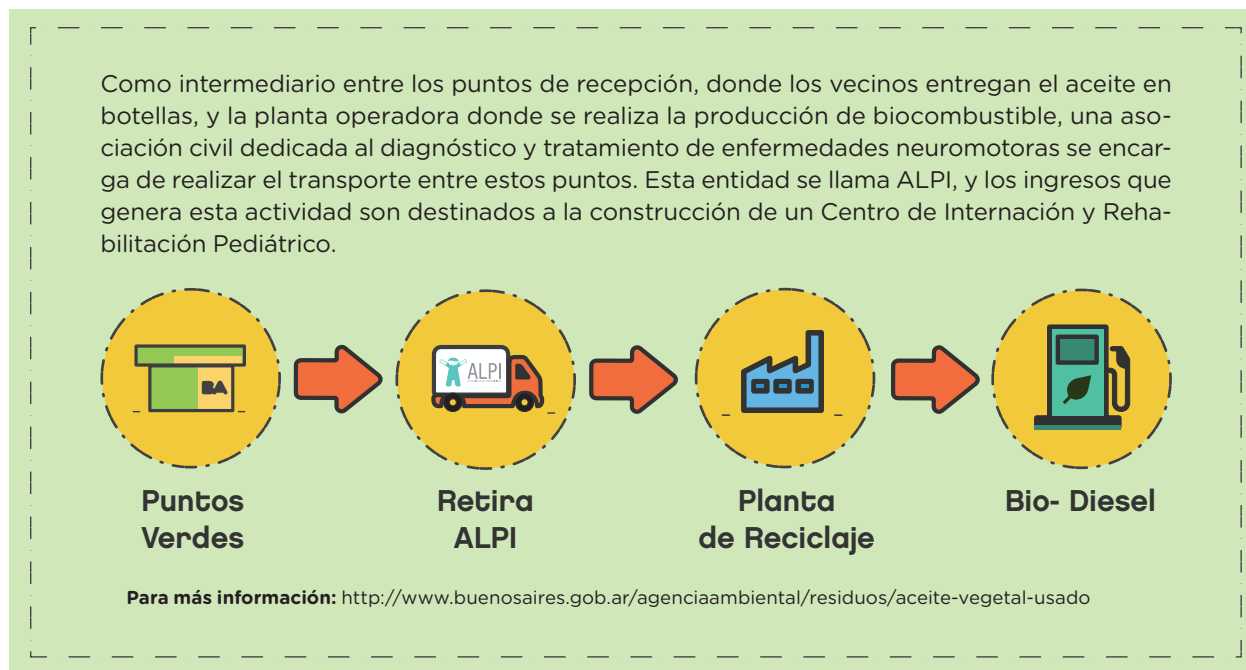 Como intermediario entre los puntos de recepción, donde los vecinos entregan el aceite en
botellas, y la planta operadora donde se realiza la producción de biocombustible, una aso-
ciación civil dedicada al diagnóstico y tratamiento de enfermedades neuromotoras se encar-
ga de realizar el transporte entre estos puntos. Esta entidad se llama ALPI, y los ingresos que
genera esta actividad son destinados a la construcción de un Centro de Internación y Reha-
bilitación Pediátrico.
BA
ALPI
Puntos
Verdes
Retira
ALPI
Planta
de Reciclaje
Bio- Diesel
Para más información: http://www.buenosaires.gob.ar/agenciaambiental/residuos/aceite-vegetal-usado